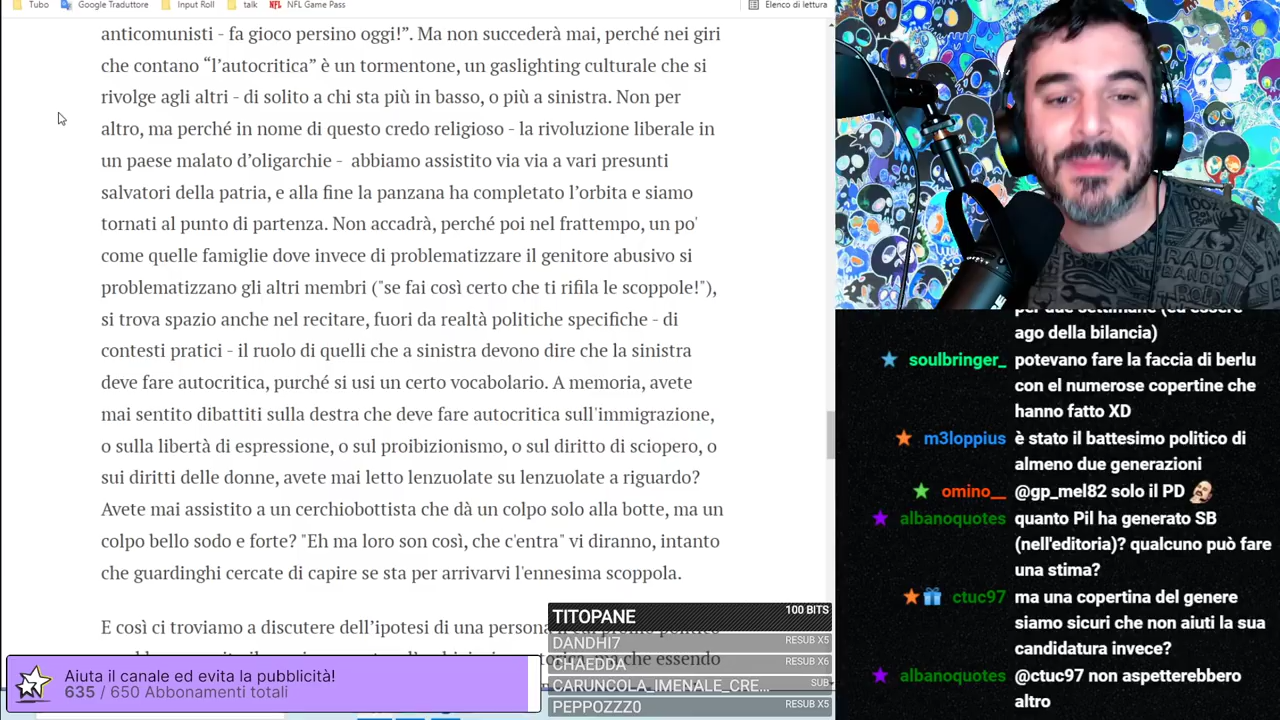 Tubo Google Traduttore Input Roll talk NFL Game Pass Elenco di lettura
anticomunisti - fa gioco persino oggi!”. Ma non succederà mai, perché nei giri
che contano “l’autocritica” è un tormentone, un gaslighting culturale che si
rivolge agli altri - di solito a chi sta più in basso, o più a sinistra. Non per
altro, ma perché in nome di questo credo religioso - la rivoluzione liberale in
un paese malato d’oligarchie - abbiamo assistito via via a vari presunti
salvatori della patria, e alla fine la panzana ha completato l’orbita e siamo
tornati al punto di partenza. Non accadrà, perché poi nel frattempo, un po'
come quelle famiglie dove invece di problematizzare il genitore abusivo si
problematizzano gli altri membri ("se fai così certo che ti rifila le scoppole!"),
si trova spazio anche nel recitare, fuori da realtà politiche specifiche - di
contesti pratici - il ruolo di quelli che a sinistra devono dire che la sinistra
deve fare autocritica, purché si usi un certo vocabolario. A memoria, avete
mai sentito dibattiti sulla destra che deve fare autocritica sull'immigrazione,
o sulla libertà di espressione, o sul proibizionismo, o sul diritto di sciopero, o
sui diritti delle donne, avete mai letto lenzuolate su lenzuolate a riguardo?
Avete mai assistito a un cerchiobottista che dà un colpo solo alla botte, ma un
colpo bello sodo e forte? "Eh ma loro son così, che c'entra" vi diranno, intanto
che guardinghi cercate di capire se sta per arrivarvi l'ennesima scoppola.
E così ci troviamo a discutere dell’ipotesi di una persona
che essendo
Aiuta il canale ed evita la pubblicità!
635 / 650 Abbonamenti totali
TITOPANE 100 BITS
DANDHI7 RESUB X5
CHAEDDA RESUB X6
CARUNCOLA_IMENALE_CRE... SUB
PEPPOZZZ0 RESUB X5
per due settimane (ed essere
ago della bilancia)
soulbringer_ potevano fare la faccia di berlu
con el numerose copertine che
hanno fatto XD
m3loppius è stato il battesimo politico di
almeno due generazioni
omino__ @gp_mel82 solo il PD
albanoquotes quanto Pil ha generato SB
(nell'editoria)? qualcuno può fare
una stima?
ctuc97 ma una copertina del genere
siamo sicuri che non aiuti la sua
candidatura invece?
albanoquotes @ctuc97 non aspetterebbero
altro